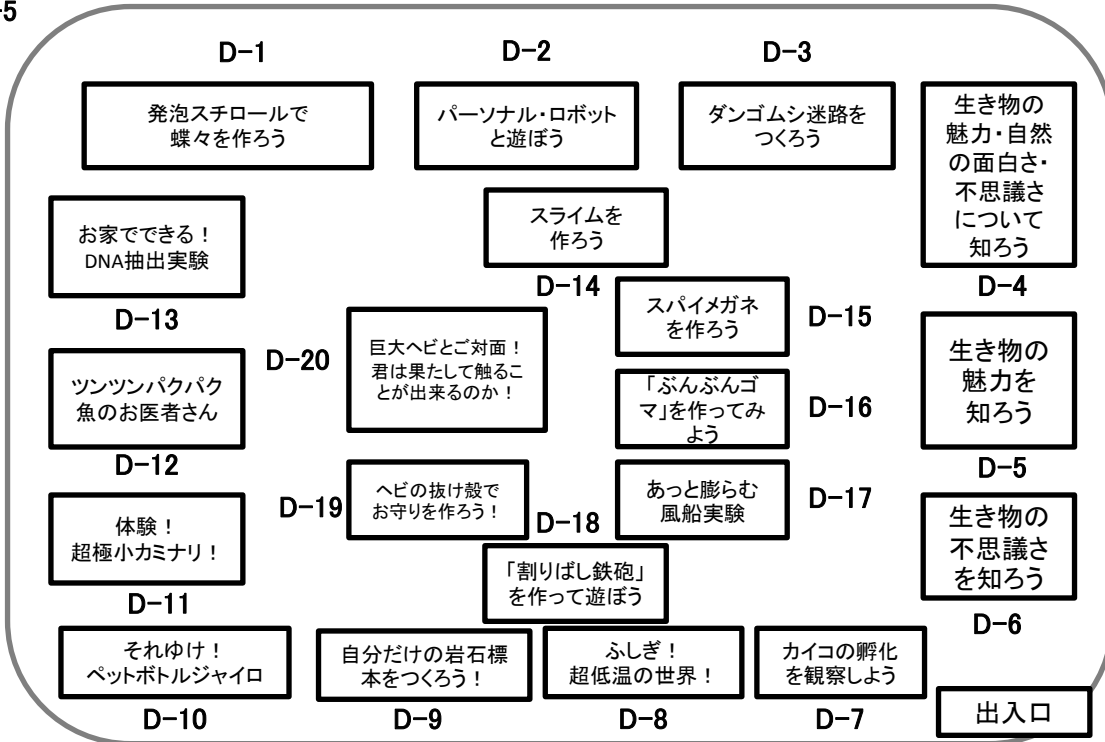 -5
D-1
発泡スチロールで
蝶々を作ろう
D-2
パーソナル・ロボット
と遊ぼう
D-3
ダンゴムシ迷路を
つくろう
生き物の
魅力・自然
の面白さ・
不思議さ
について
知ろう
D-4
お家でできる！
DNA抽出実験
D-13
スライムを
作ろう
D-14
スパイメガネ
を作ろう
D-15
D-20
巨大ヘビとご対面！
君は果たして触るこ
とが出来るのか！
生き物の
魅力を
知ろう
D-5
ツンツンパクパク
魚のお医者さん
D-12
「ぶんぶんゴ
マ」を作ってみ
よう
D-16
D-19
ヘビの抜け殻で
お守りを作ろう！
あっと膨らむ
風船実験
D-17
生き物の
不思議さ
を知ろう
D-6
体験！
超極小カミナリ！
D-11
D-18
「割りばし鉄砲」
を作って遊ぼう
それゆけ！
ペットボトルジャイロ
D-10
自分だけの岩石標
本をつくろう！
D-9
ふしぎ！
超低温の世界！
D-8
カイコの孵化
を観察しよう
D-7
出入口